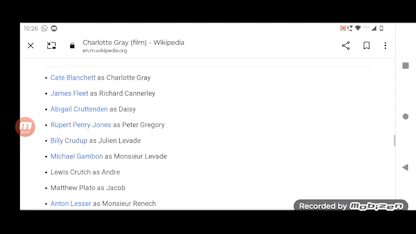 10:26
Charlotte Gray (film) - Wikipedia
en.m.wikipedia.org
Cate Blanchett as Charlotte Gray
James Fleet as Richard Cannerley
Abigail Cruttenden as Daisy
Rupert Penry-Jones as Peter Gregory
Billy Crudup as Julien Levade
Michael Gambon as Monsieur Levade
Lewis Crutch as Andre
Matthew Plato as Jacob
Anton Lesser as Monsieur Renech
Recorded by Mobizen